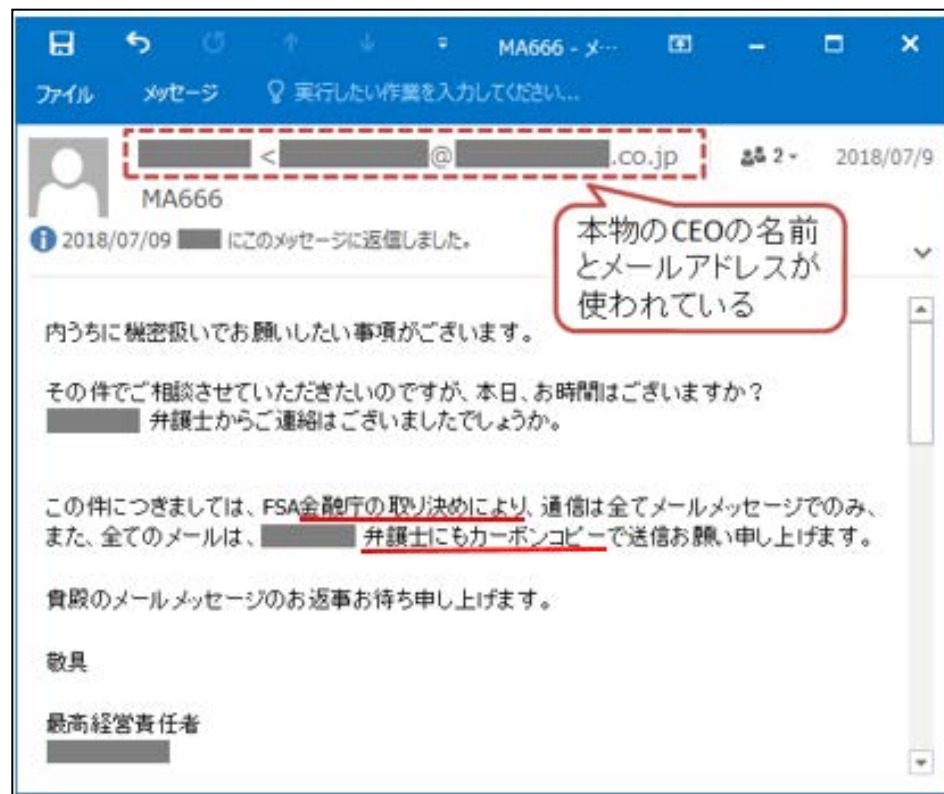 MA666 - メ…
ファイル メッセージ 実行したい作業を入力してください...
< @ .co.jp 2 2018/07/9
MA666
2018/07/09 にこのメッセージに返信しました。
本物のCEOの名前
とメールアドレスが
使われている
内うちに機密扱いでお願いしたい事項がございます。
その件でご相談させていただきたいのですが、本日、お時間はございますか？
弁護士からご連絡はございましたでしょうか。
この件につきましては、FSA金融庁の取り決めにより、通信は全てメールメッセージでのみ、
また、全てのメールは、 弁護士にもカーボンコピーで送信お願い申し上げます。
貴殿のメールメッセージのお返事お待ち申し上げます。
敬具
最高経営責任者